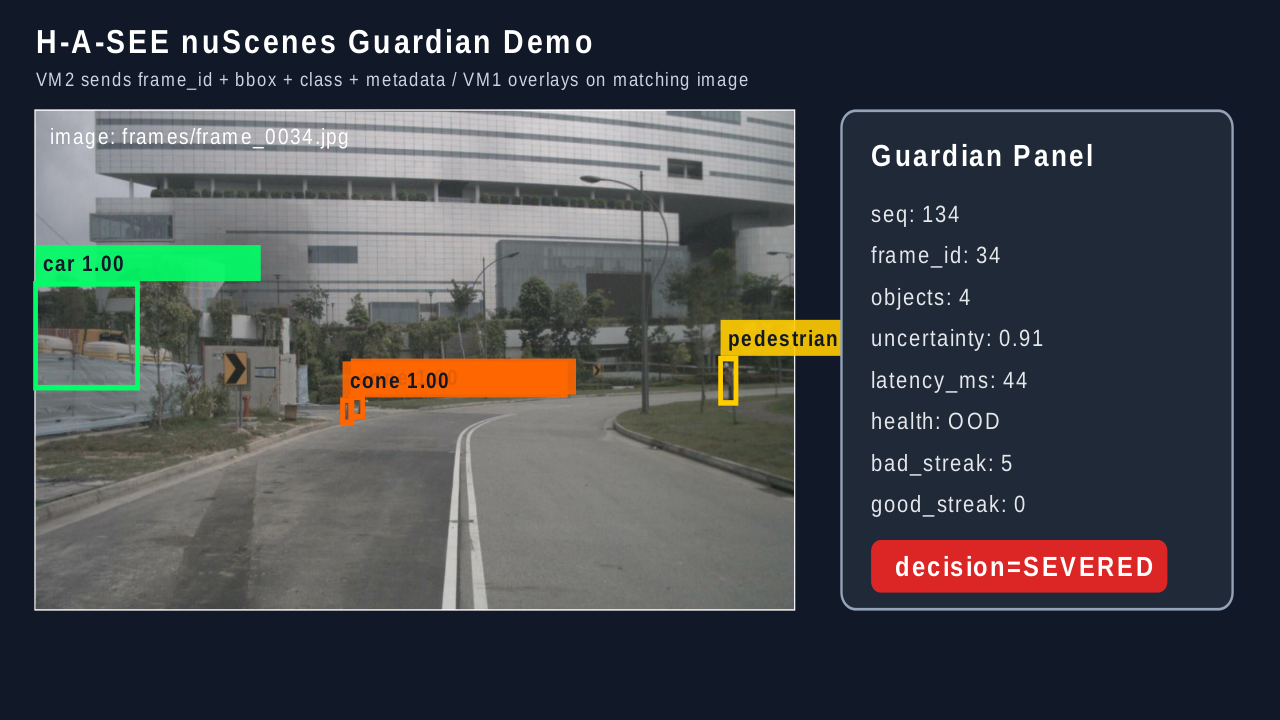 H-A-SEE nuScenes Guardian Demo
VM2 sends frame_id + bbox + class + metadata / VM1 overlays on matching image
image: frames/frame_0034.jpg
car 1.00
cone 1.00
pedestrian
Guardian Panel
seq: 134
frame_id: 34
objects: 4
uncertainty: 0.91
latency_ms: 44
health: OOD
bad_streak: 5
good_streak: 0
decision=SEVERED